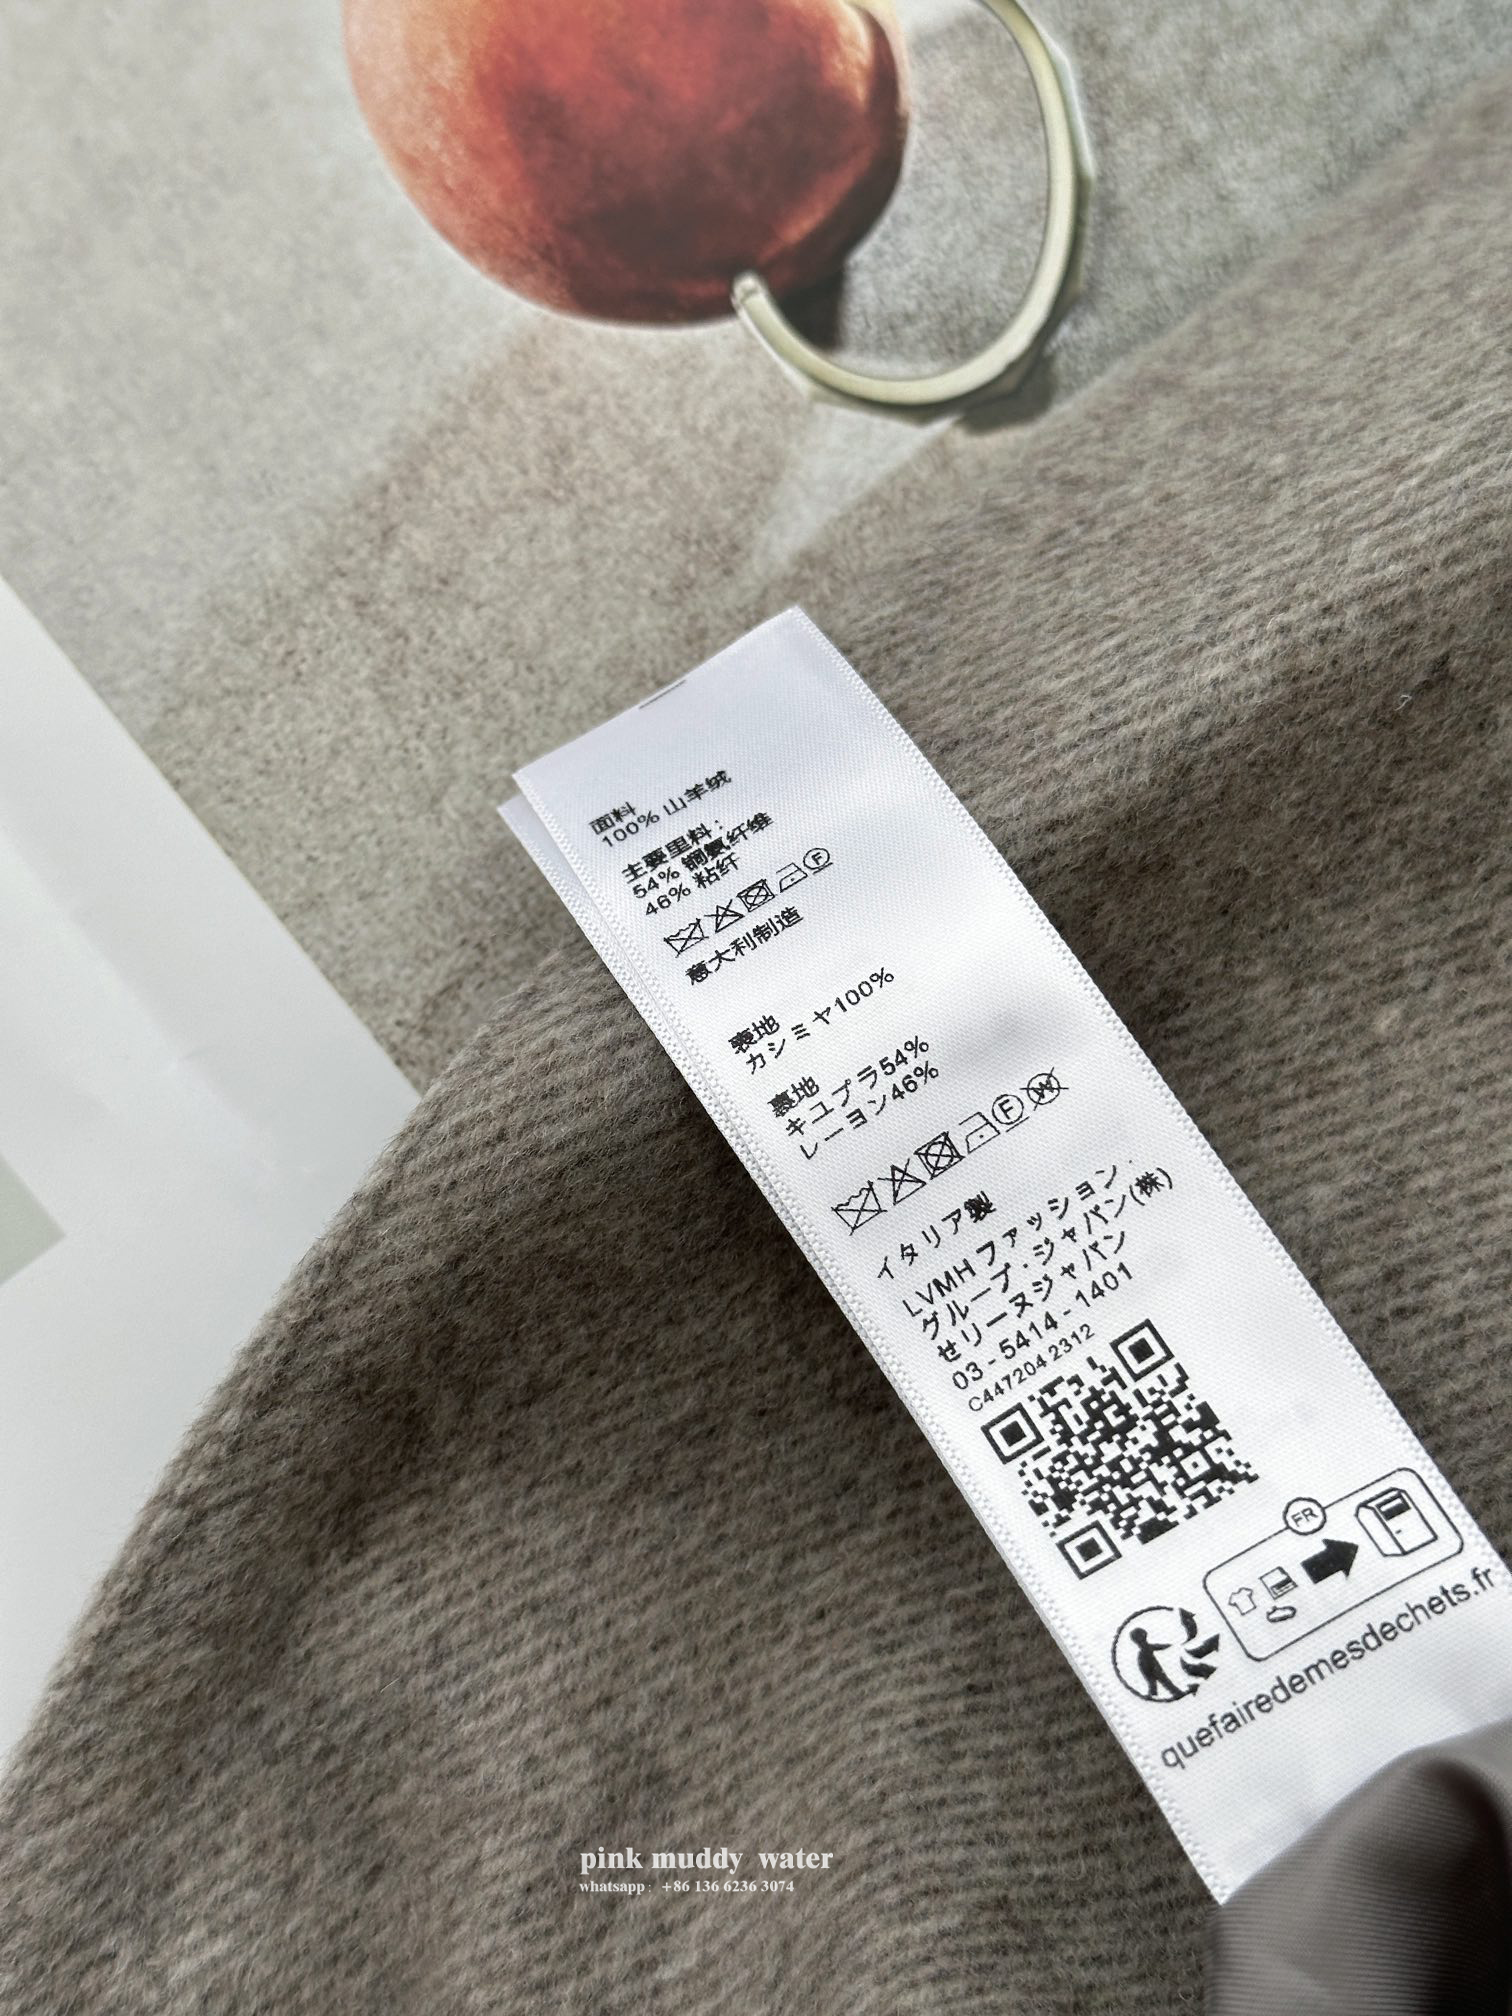 面料
100% 山羊绒
主要里料：
54% 铜氨纤维
46% 粘纤
F
意大利制造
表地
カシミヤ100%
裏地
キュプラ54%
レーヨン46%
F W
イタリア製
LVMH ファッション・
グループ・ジャパン(株)
セリーヌジャパン
03-5414-1401
C447204 2312
FR
quefairedemesdechets.fr
pink muddy water
whatsapp: +86 136 6236 3074